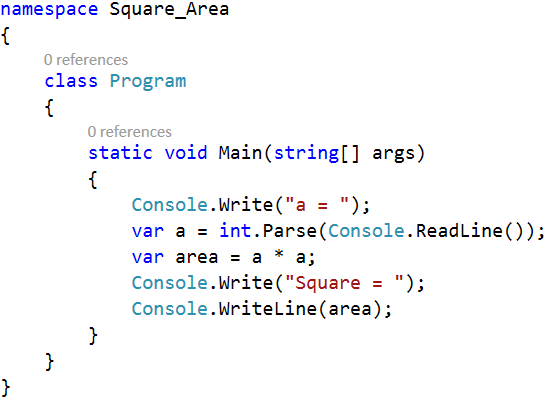 namespace Square_Area
{
0 references
class Program
{
0 references
static void Main(string[] args)
{
Console.Write("a = ");
var a = int.Parse(Console.ReadLine());
var area = a * a;
Console.Write("Square = ");
Console.WriteLine(area);
}
}
}